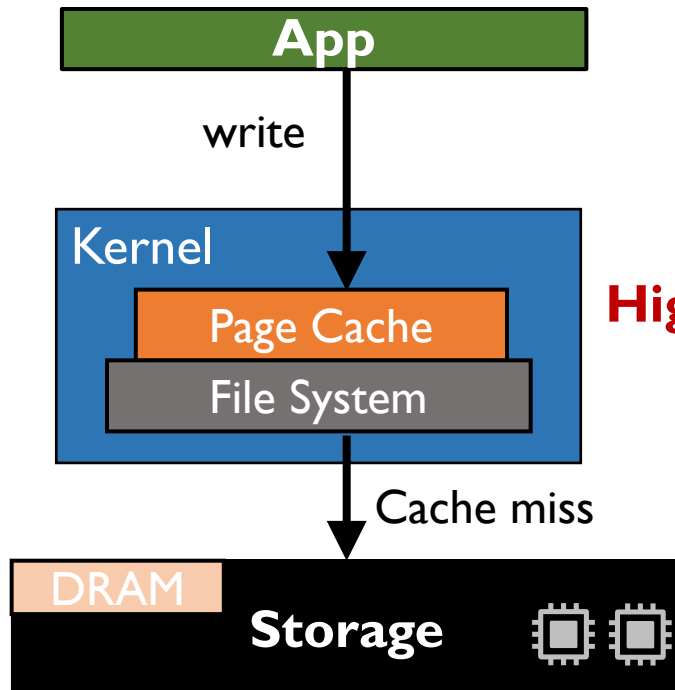 App
write
Kernel
Page Cache
File System
Cache miss
DRAM
Storage